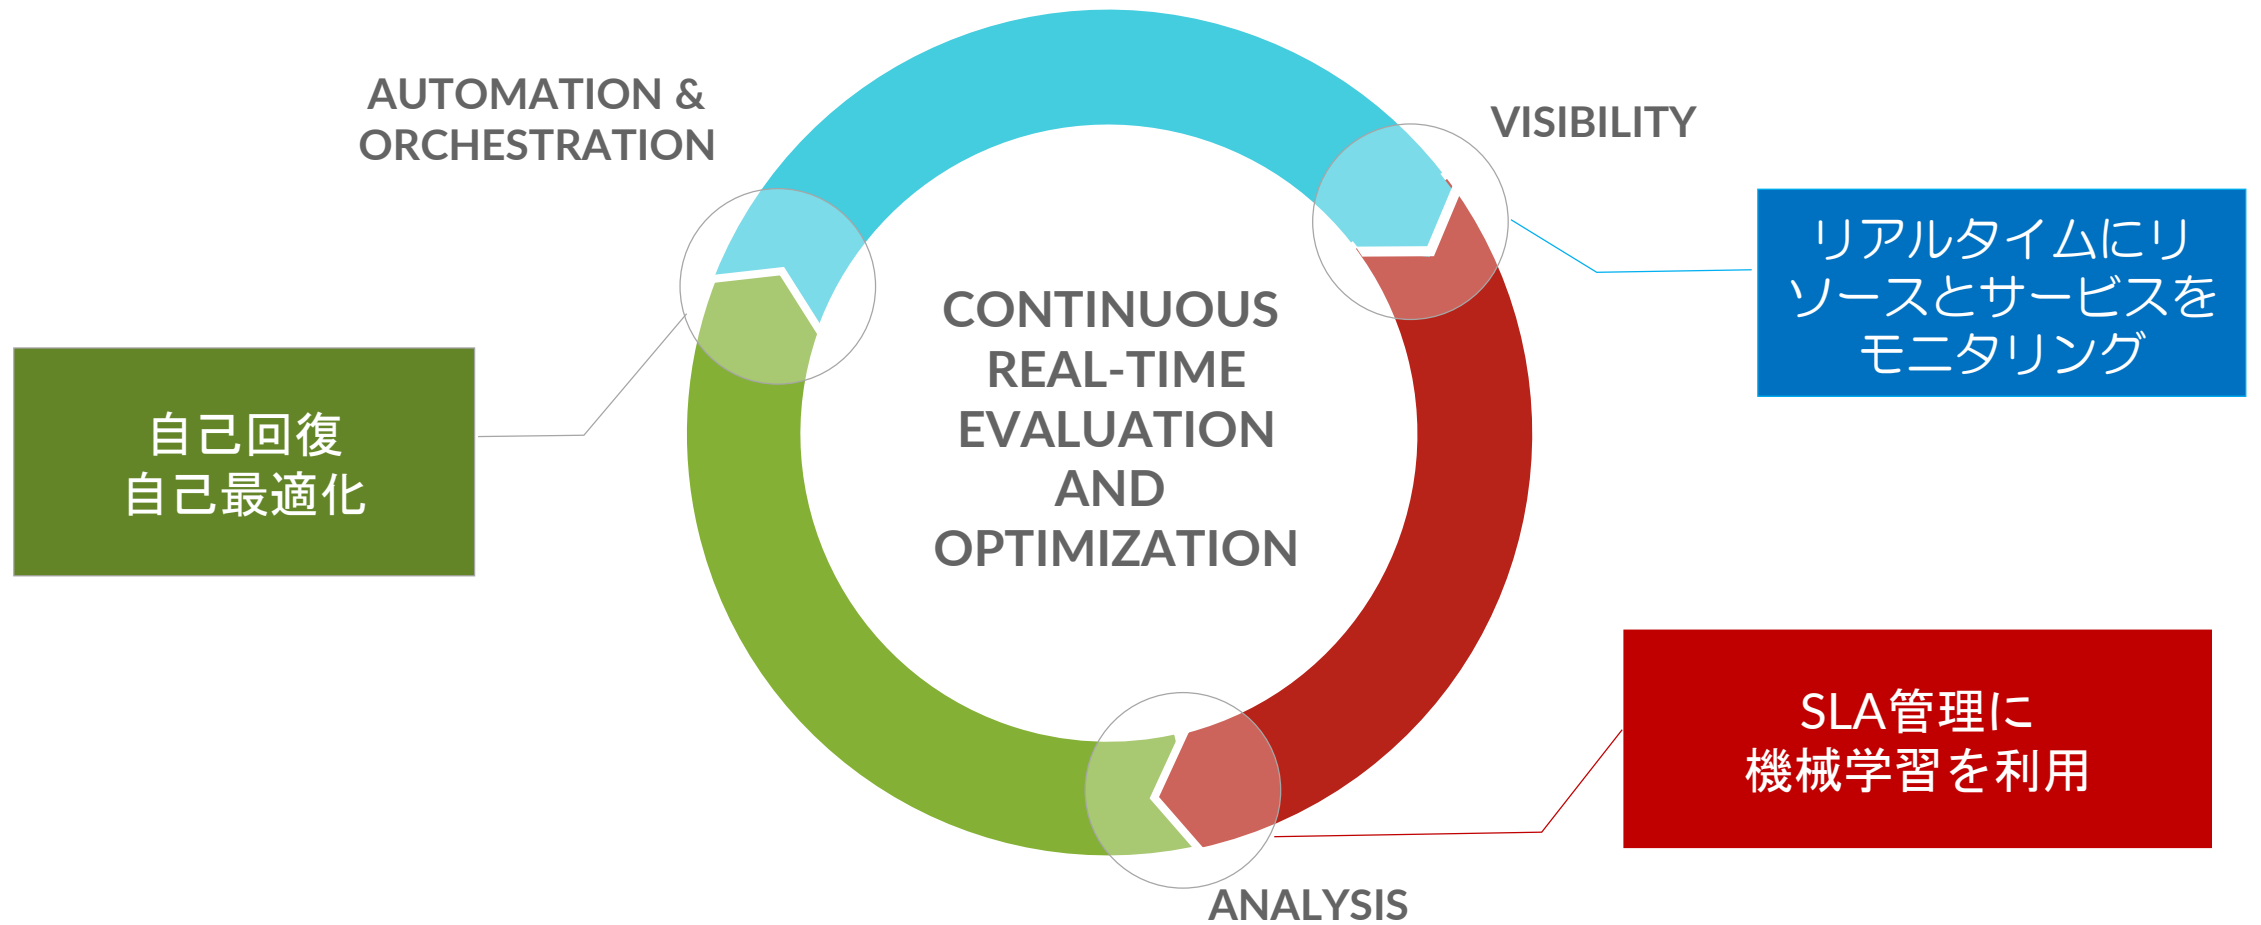 AUTOMATION &
ORCHESTRATION
VISIBILITY
リアルタイムにリ
ソースとサービスを
モニタリング
CONTINUOUS
REAL-TIME
EVALUATION
AND
OPTIMIZATION
自己回復
自己最適化
SLA管理に
機械学習を利用
ANALYSIS